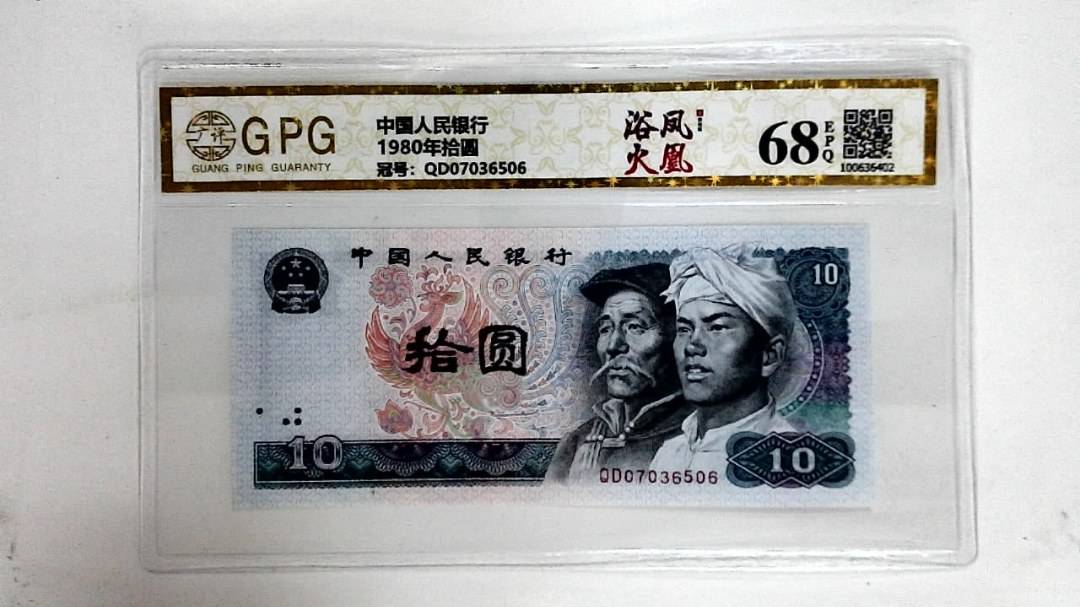 广评
GPG
GUANG PING GUARANTY
中国人民银行
1980年拾圆
冠号：QD07036506
浴凤
火凰
68
EPQ
100636402
中国人民银行
10
拾圆
10
QD07036506
10